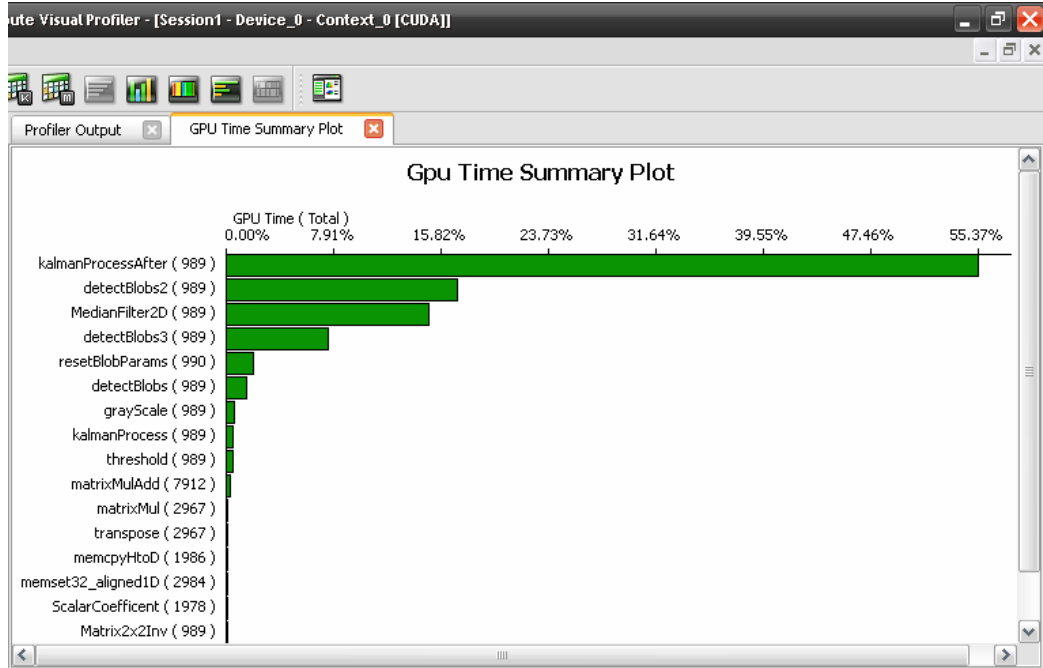 ute Visual Profiler - [Session1 - Device_0 - Context_0 [CUDA]]
Profiler Output GPU Time Summary Plot
Gpu Time Summary Plot
GPU Time ( Total )
0.00% 7.91% 15.82% 23.73% 31.64% 39.55% 47.46% 55.37%
kalmanProcessAfter ( 989 )
detectBlobs2 ( 989 )
MedianFilter2D ( 989 )
detectBlobs3 ( 989 )
resetBlobParams ( 990 )
detectBlobs ( 989 )
grayScale ( 989 )
kalmanProcess ( 989 )
threshold ( 989 )
matrixMulAdd ( 7912 )
matrixMul ( 2967 )
transpose ( 2967 )
memcpyHtoD ( 1986 )
memset32_aligned1D ( 2984 )
ScalarCoefficent ( 1978 )
Matrix2x2Inv ( 989 )